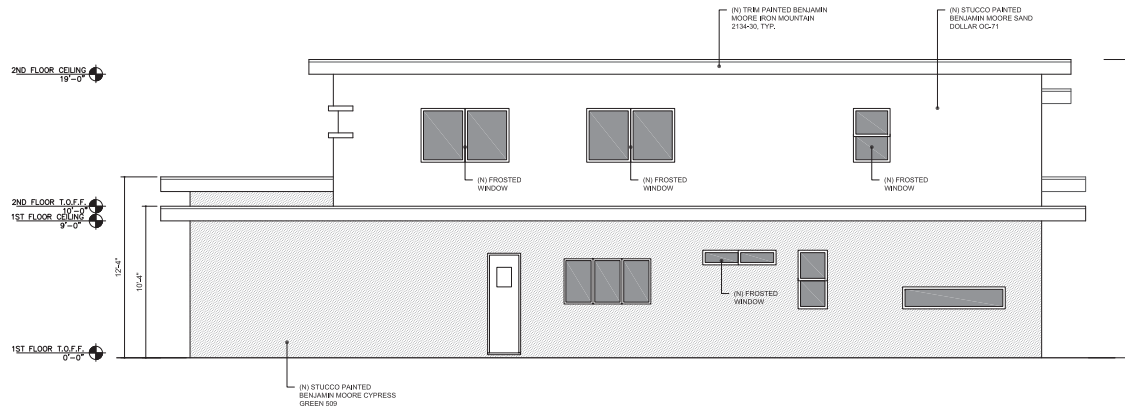 (N) TRIM PAINTED BENJAMIN
MOORE IRON MOUNTAIN
2134-30, TYP.
(N) STUCCO PAINTED
BENJAMIN MOORE SAND
DOLLAR OC-71
2ND FLOOR CEILING
19'-0"
(N) FROSTED
WINDOW
(N) FROSTED
WINDOW
(N) FROSTED
WINDOW
2ND FLOOR T.O.F.F.
10'-0"
1ST FLOOR CEILING
9'-0"
12'-4"
10'-4"
(N) FROSTED
WINDOW
1ST FLOOR T.O.F.F.
0'-0"
(N) STUCCO PAINTED
BENJAMIN MOORE CYPRESS
GREEN 509